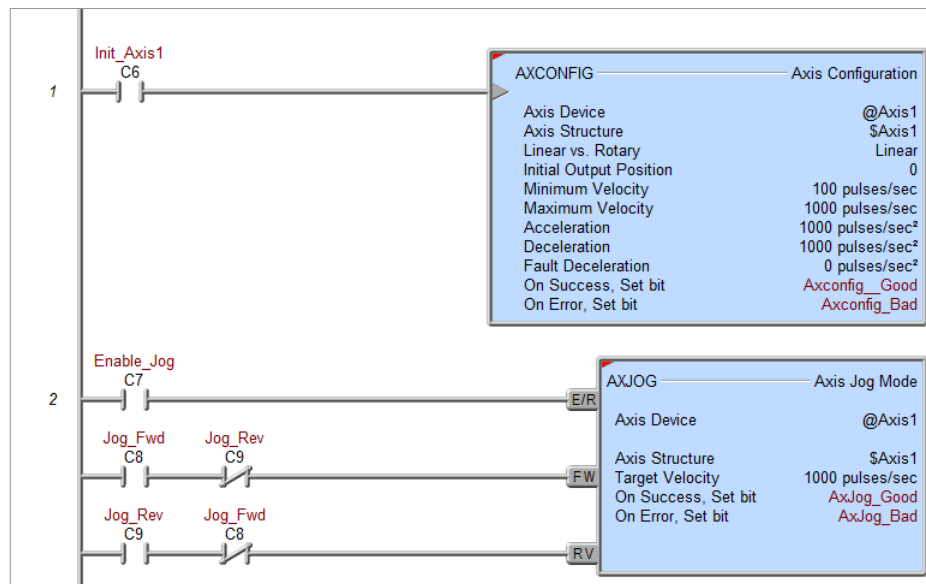 Init_Axis1
C6
1
AXCONFIG Axis Configuration
Axis Device @Axis1
Axis Structure $Axis1
Linear vs. Rotary Linear
Initial Output Position 0
Minimum Velocity 100 pulses/sec
Maximum Velocity 1000 pulses/sec
Acceleration 1000 pulses/sec²
Deceleration 1000 pulses/sec²
Fault Deceleration 0 pulses/sec²
On Success, Set bit Axconfig__Good
On Error, Set bit Axconfig_Bad
Enable_Jog
C7
2
E/R
AXJOG Axis Jog Mode
Axis Device @Axis1
Jog_Fwd Jog_Rev
C8 C9
FW
Axis Structure $Axis1
Target Velocity 1000 pulses/sec
On Success, Set bit AxJog_Good
On Error, Set bit AxJog_Bad
Jog_Rev Jog_Fwd
C9 C8
RV